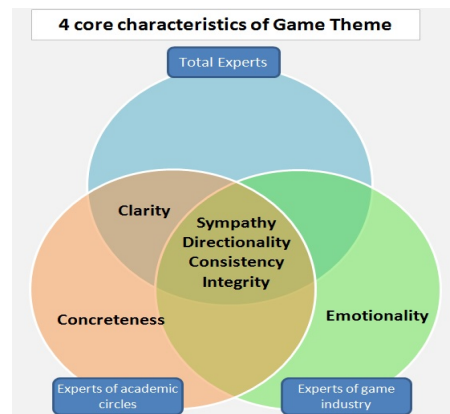 4 core characteristics of Game Theme
Total Experts
Clarity
Sympathy
Directionality
Consistency
Integrity
Concreteness
Emotionality
Experts of academic
circles
Experts of game
industry